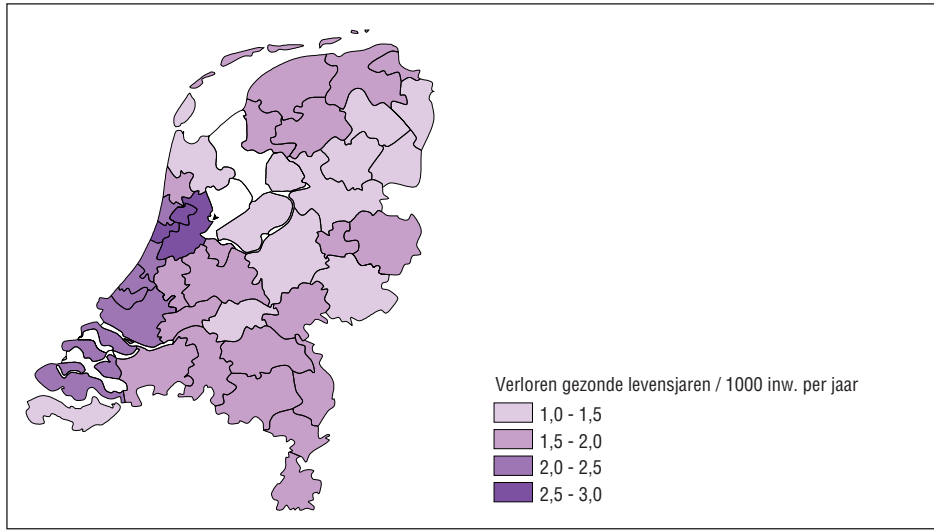 Verloren gezonde levensjaren / 1000 inw. per jaar
1,0 - 1,5
1,5 - 2,0
2,0 - 2,5
2,5 - 3,0